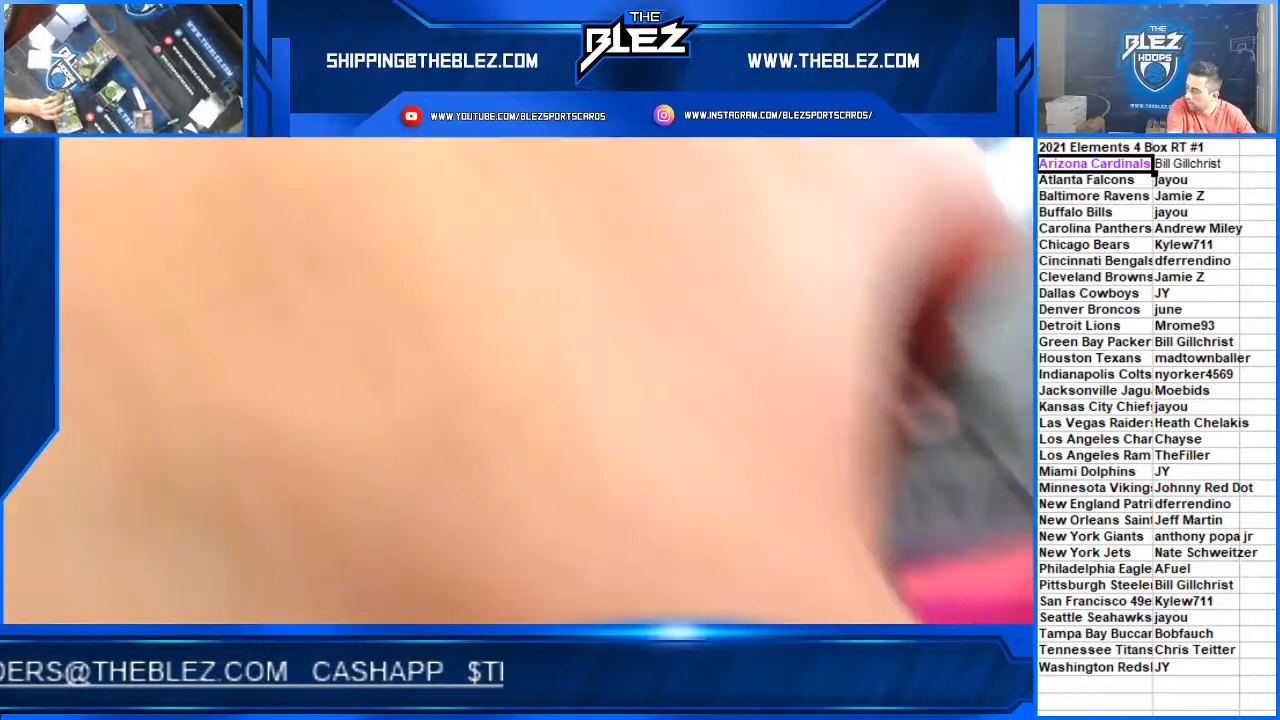 THE
BLEZ
SHIPPING@THEBLEZ.COM
WWW.THEBLEZ.COM
WWW.YOUTUBE.COM/BLEZSPORTSCARDS
WWW.INSTAGRAM.COM/BLEZSPORTSCARDS/
THE
BLEZ
HOOPS
2021 Elements 4 Box RT #1
Arizona Cardinals Bill Gillchrist
Atlanta Falcons jayou
Baltimore Ravens Jamie Z
Buffalo Bills jayou
Carolina Panthers Andrew Miley
Chicago Bears Kylew711
Cincinnati Bengals dferrendino
Cleveland Browns Jamie Z
Dallas Cowboys JY
Denver Broncos june
Detroit Lions Mrome93
Green Bay Packer Bill Gillchrist
Houston Texans madtownballer
Indianapolis Colts nyorker4569
Jacksonville Jagu Moebids
Kansas City Chief jayou
Las Vegas Raider Heath Chelakis
Los Angeles Char Chayse
Los Angeles Ram TheFiller
Miami Dolphins JY
Minnesota Viking Johnny Red Dot
New England Patri dferrendino
New Orleans Saint Jeff Martin
New York Giants anthony popa jr
New York Jets Nate Schweitzer
Philadelphia Eagle AFuel
Pittsburgh Steeler Bill Gillchrist
San Francisco 49e Kylew711
Seattle Seahawks jayou
Tampa Bay Buccar Bobfauch
Tennessee Titans Chris Teitter
Washington Redsl JY
DERS@THEBLEZ.COM CASHAPP $TI